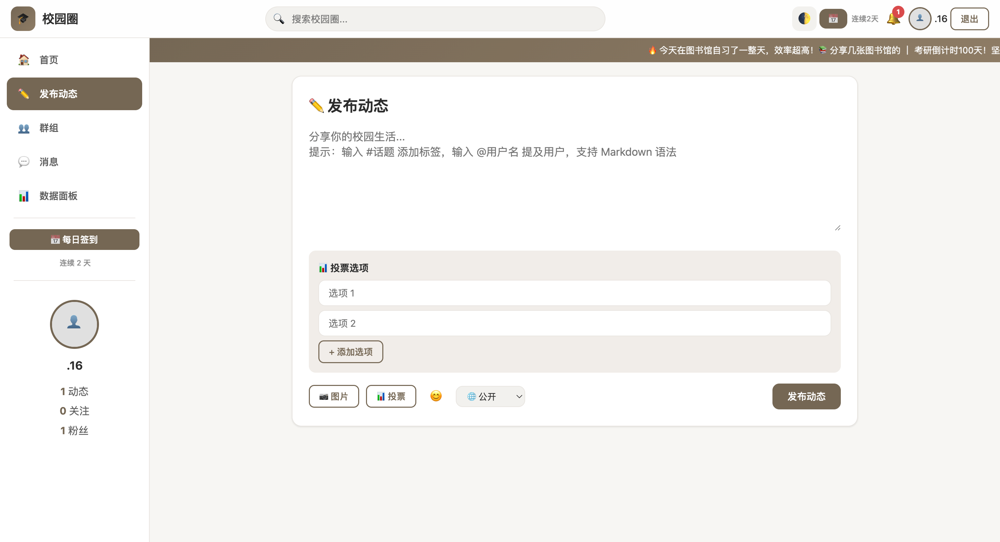 校园圈
搜索校园圈...
连续2天
1
.16
退出
首页
发布动态
群组
消息
数据面板
每日签到
连续 2 天
.16
1 动态
0 关注
1 粉丝
今天在图书馆自习了一整天，效率超高！ 分享几张图书馆的 | 考研倒计时100天！坚
发布动态
分享你的校园生活...
提示：输入 #话题 添加标签，输入 @用户名 提及用户，支持 Markdown 语法
投票选项
选项 1
选项 2
+ 添加选项
图片
投票
公开
发布动态